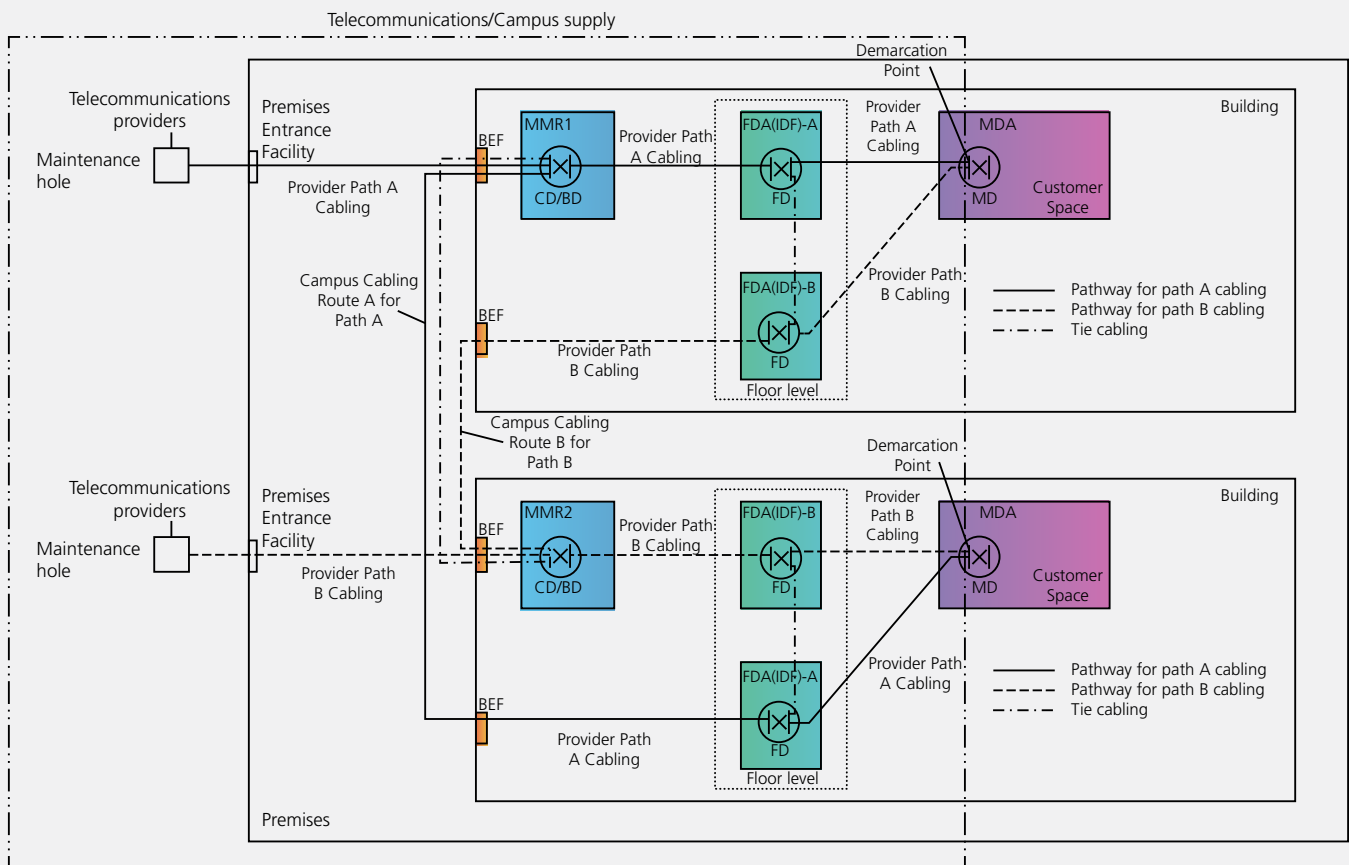 Telecommunications/Campus supply
Demarcation
Point
Telecommunications
providers
Maintenance
hole
Premises
Entrance
Facility
Provider Path A
Cabling
BEF
MMR1
CD/BD
Provider Path
A Cabling
FDA(IDF)-A
FD
Provider
Path A
Cabling
MDA
Customer
Space
MD
Building
Campus Cabling
Route A for
Path A
BEF
Provider Path
B Cabling
FDA(IDF)-B
FD
Floor level
Provider Path
B Cabling
Pathway for path A cabling
Pathway for path B cabling
Tie cabling
Campus Cabling
Route B for
Path B
Demarcation
Point
Telecommunications
providers
Maintenance
hole
Premises
Entrance
Facility
Provider Path
B Cabling
BEF
MMR2
CD/BD
Provider Path
B Cabling
FDA(IDF)-B
FD
Provider
Path B
Cabling
MDA
Customer
Space
MD
Building
BEF
Provider Path
A Cabling
FDA(IDF)-A
FD
Floor level
Provider Path
A Cabling
Pathway for path A cabling
Pathway for path B cabling
Tie cabling
Premises